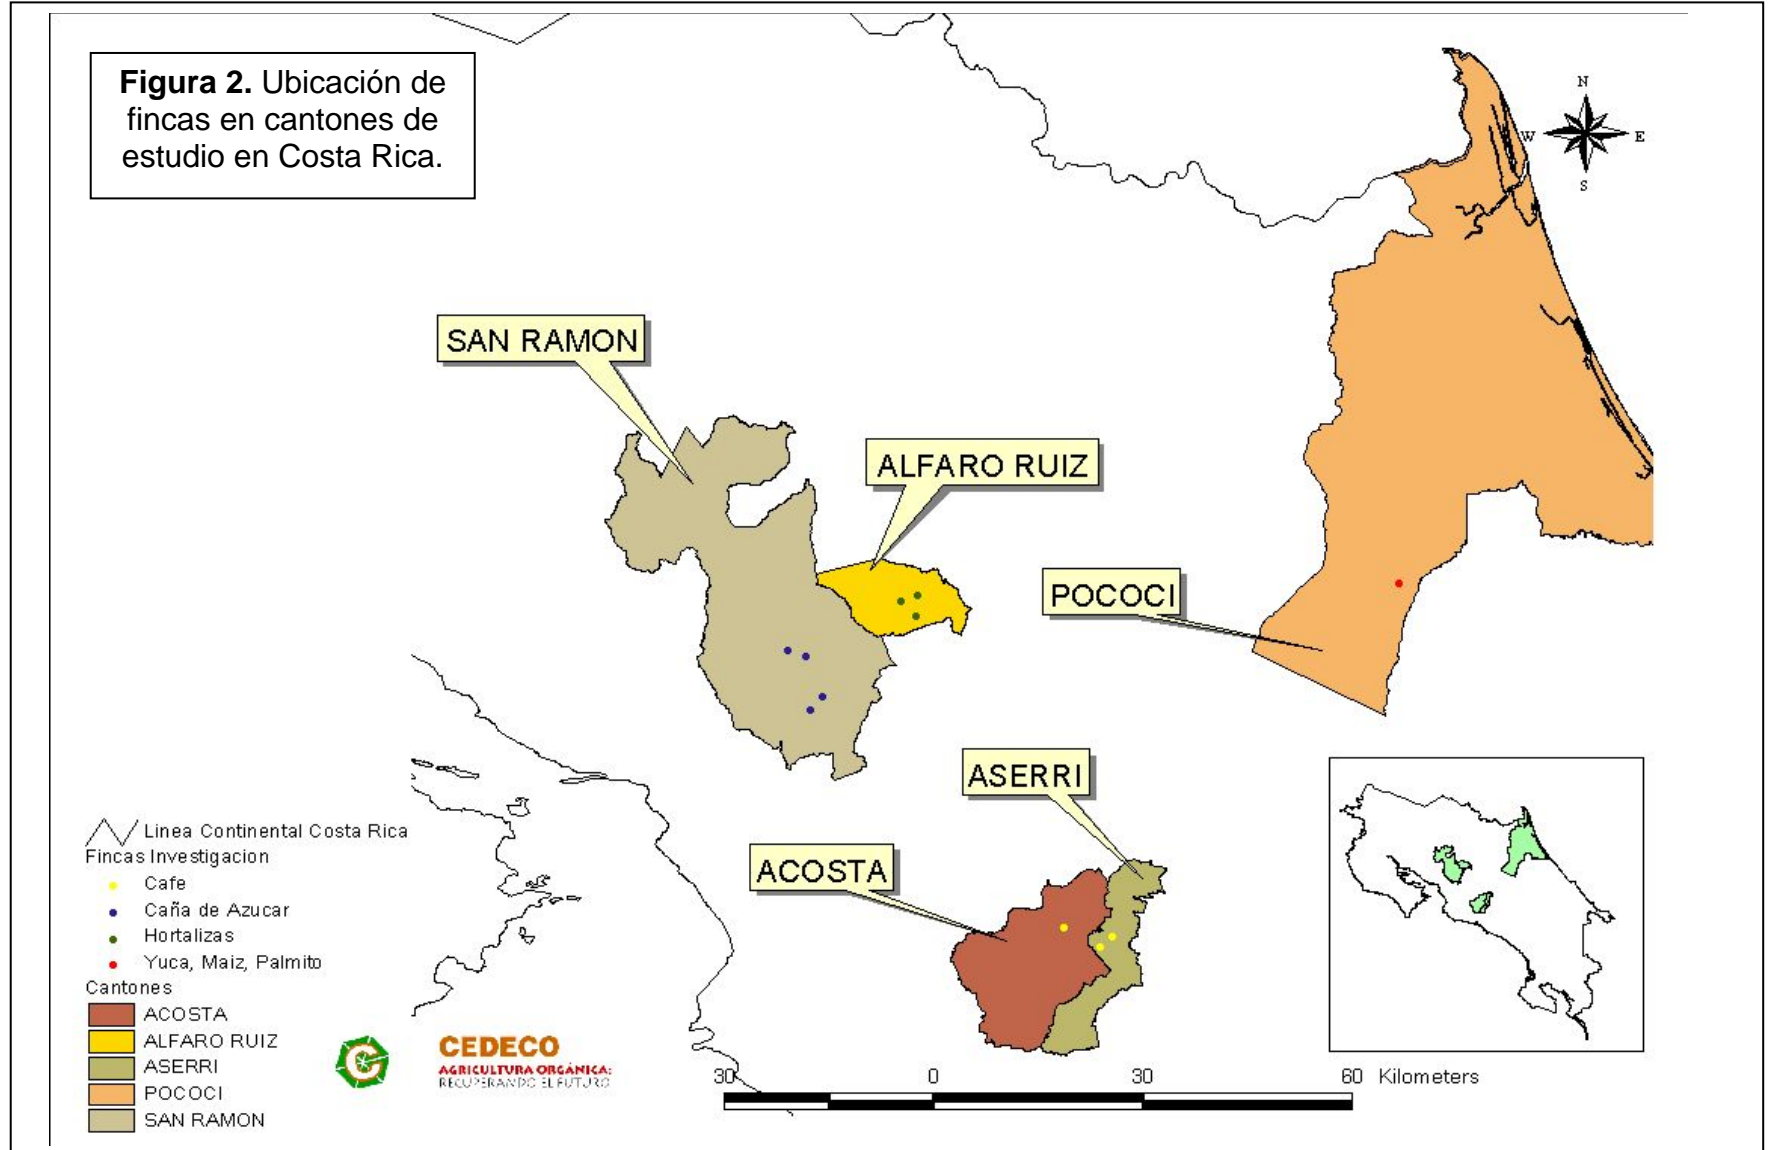 Figura 2. Ubicación de
fincas en cantones de
estudio en Costa Rica.
N
W
E
S
SAN RAMON
ALFARO RUIZ
POCOCI
ASERRI
ACOSTA
Linea Continental Costa Rica
Fincas Investigacion
Cafe
Caña de Azucar
Hortalizas
Yuca, Maiz, Palmito
Cantones
ACOSTA
ALFARO RUIZ
ASERRI
POCOCI
SAN RAMON
CEDECO
AGRICULTURA ORGÁNICA:
RECUPERANDO EL FUTURO
30 0 30 60 Kilometers